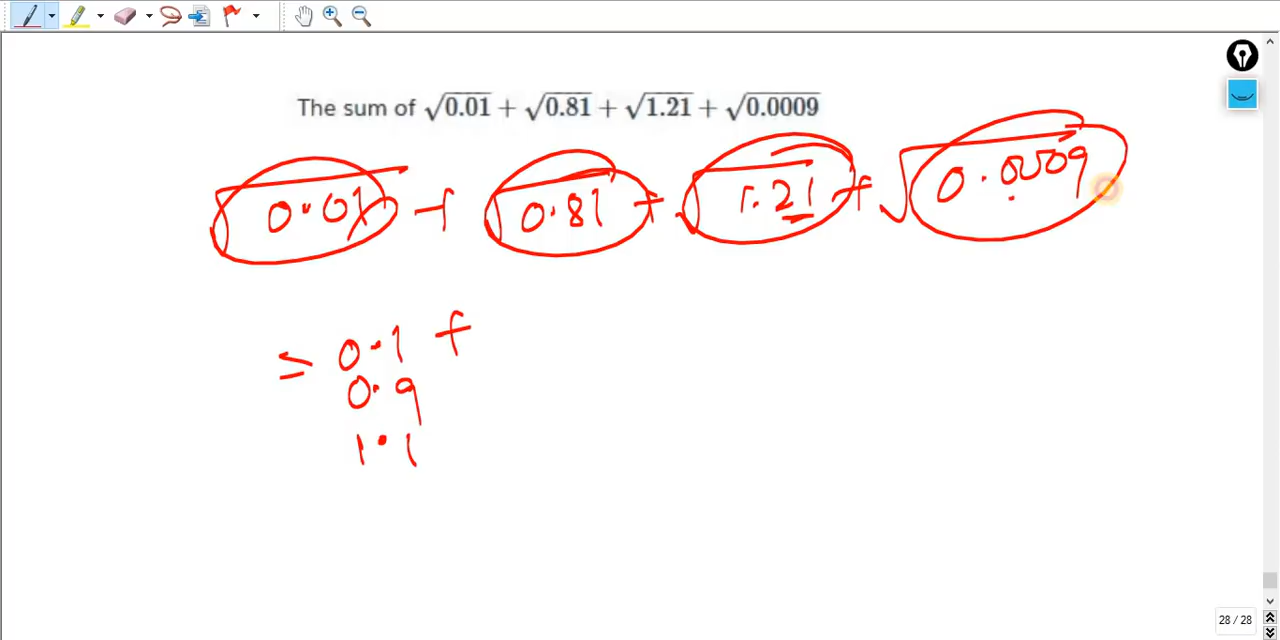 The sum of √0.01 + √0.81 + √1.21 + √0.0009
√0.01 + √0.81 + √1.21 + √0.0009
= 0.1 +
0.9
1.1
28 / 28